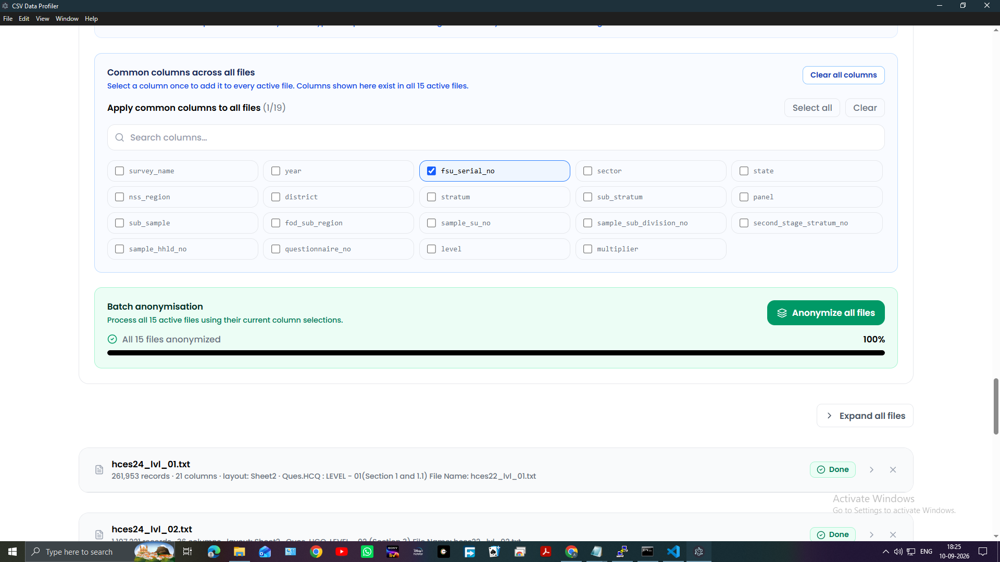 CSV Data Profiler
File Edit View Window Help
Common columns across all files
Clear all columns
Select a column once to add it to every active file. Columns shown here exist in all 15 active files.
Apply common columns to all files (1/19)
Select all
Clear
Search columns...
survey_name
year
fsu_serial_no
sector
state
nss_region
district
stratum
sub_stratum
panel
sub_sample
fod_sub_region
sample_su_no
sample_sub_division_no
second_stage_stratum_no
sample_hhld_no
questionnaire_no
level
multiplier
Batch anonymisation
Process all 15 active files using their current column selections.
Anonymize all files
All 15 files anonymized
100%
Expand all files
hces24_lvl_01.txt
261,953 records · 21 columns · layout: Sheet2 · Ques.HCQ : LEVEL - 01(Section 1 and 1.1) File Name: hces22_lvl_01.txt
Done
Activate Windows
Go to Settings to activate Windows.
hces24_lvl_02.txt
Done
Type here to search
ENG
18:25
10-09-2026